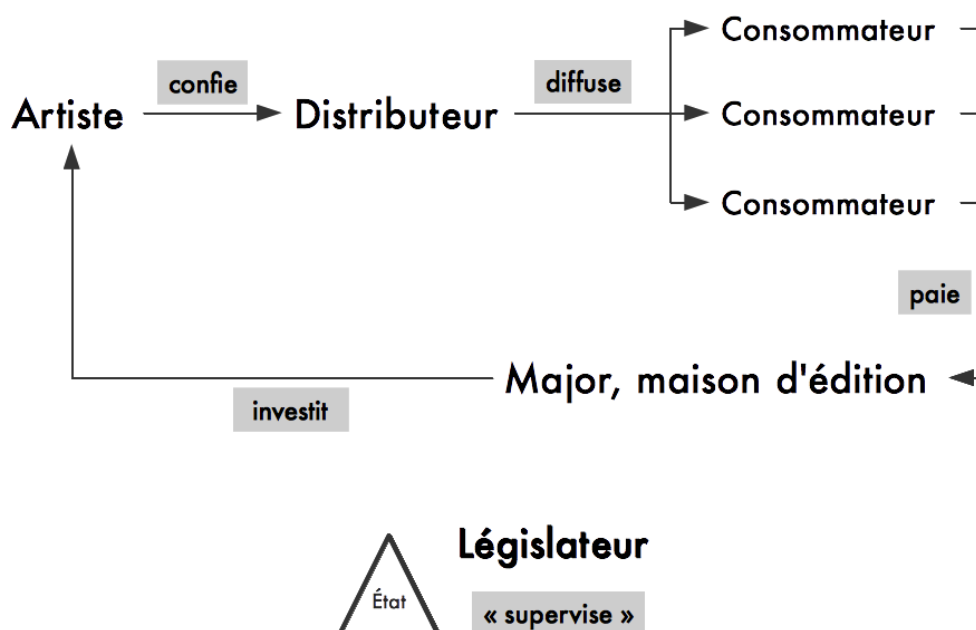 Consommateur
confie
diffuse
Artiste
Distributeur
Consommateur
Consommateur
paie
Major, maison d'édition
investit
Législateur
État
« supervise »